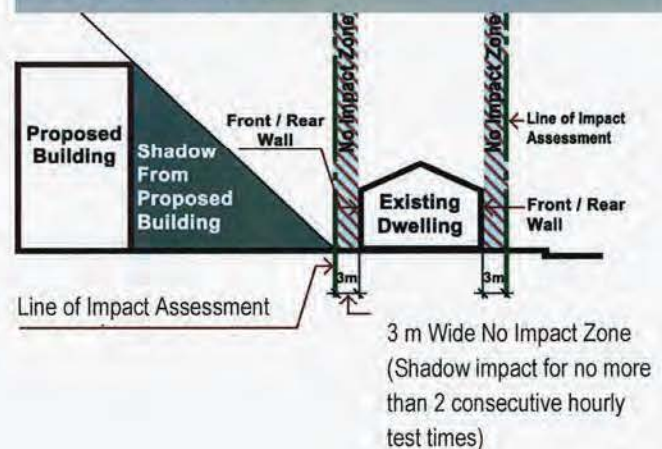 No Impact Zone
No Impact Zone
Proposed
Building
Shadow
From
Proposed
Building
Front / Rear
Wall
Line of Impact
Assessment
Existing
Dwelling
Front / Rear
Wall
3m
3m
Line of Impact Assessment
3 m Wide No Impact Zone
(Shadow impact for no more
than 2 consecutive hourly
test times)